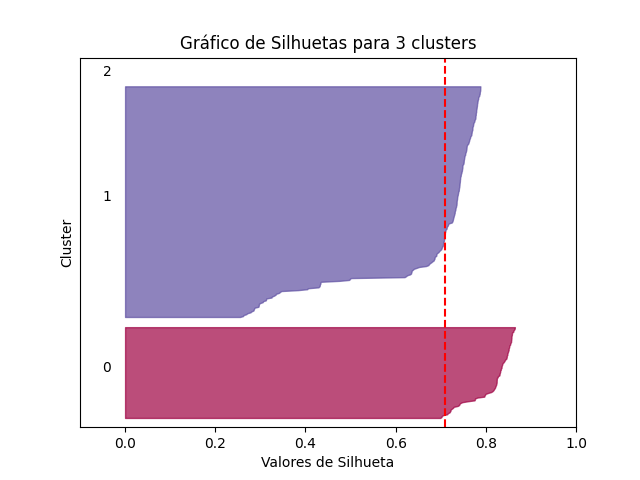 Gráfico de Silhuetas para 3 clusters
2
1
0
Cluster
0.0 0.2 0.4 0.6 0.8 1.0
Valores de Silhueta